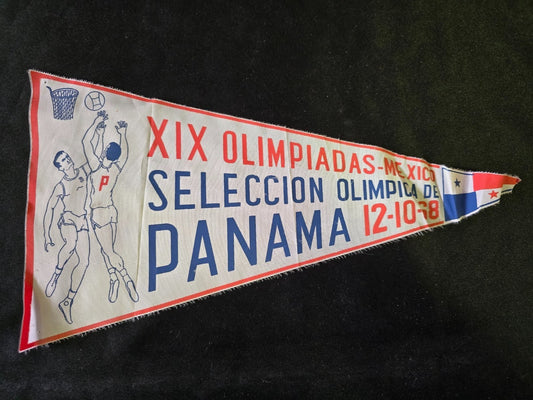 XIX OLIMPIADAS-MEXICO
SELECCION OLIMPICA DE
PANAMA 12-10-68
P